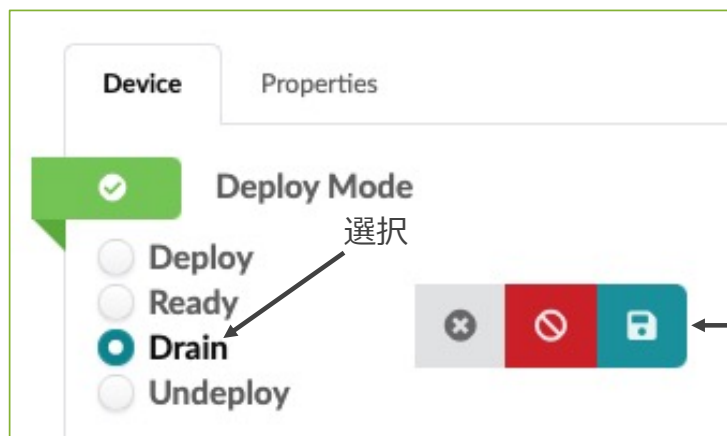 Device Properties
Deploy Mode
選択
Deploy
Ready
Drain
Undeploy